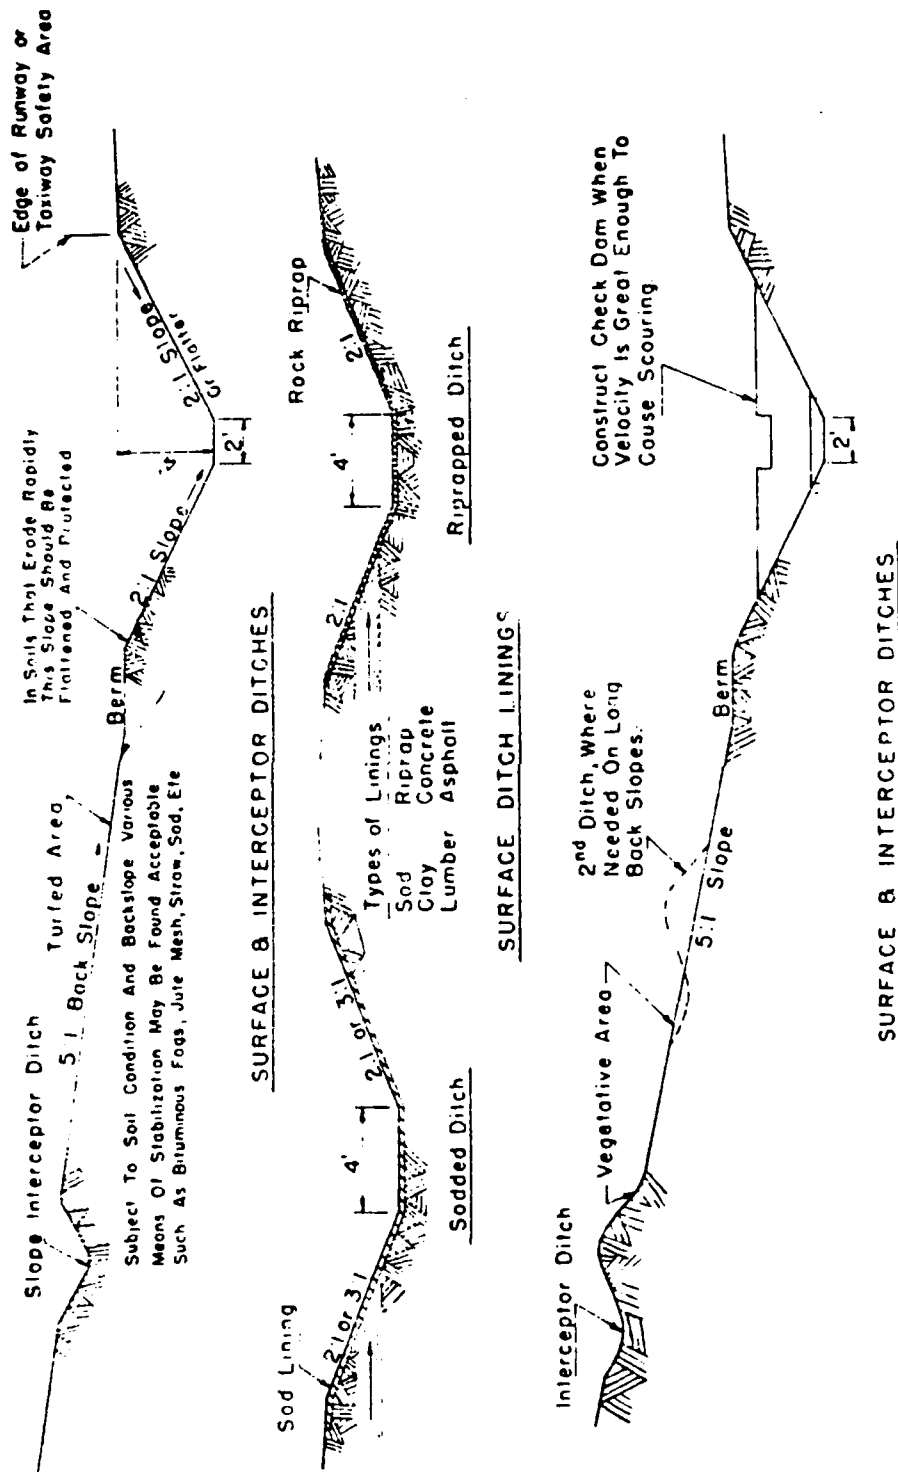 Edge of Runway or
Taxiway Safety Area
In Soils That Erode Rapidly
This Slope Should Be
Flattened And Protected
Slope Interceptor Ditch
5:1 Back Slope
Turfed Area
Berm
2:1 Slope
2'
2:1 Slope
Or Flatter
Subject To Soil Condition And Backslope Various
Means Of Stabilization May Be Found Acceptable
Such As Bituminous Fogs, Jute Mesh, Straw, Sod, Etc
SURFACE & INTERCEPTOR DITCHES
Sod Lining
2:1 or 3:1
4'
2:1 or 3:1
Sodded Ditch
Types of Linings
Sod Riprap
Clay Concrete
Lumber Asphalt
2:1
4'
2:1
Rock Riprap
Riprapped Ditch
SURFACE DITCH LININGS
Interceptor Ditch
Vegatative Area
2nd Ditch, Where
Needed On Long
Back Slopes.
5:1 Slope
Berm
Construct Check Dam When
Velocity Is Great Enough To
Cause Scouring
2'
SURFACE & INTERCEPTOR DITCHES